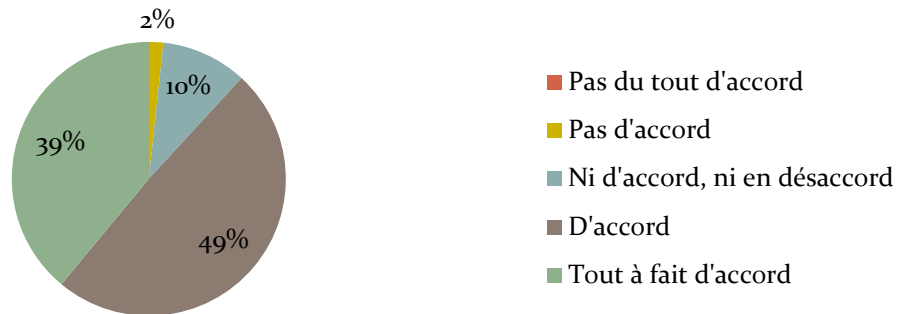 2%
10%
39%
49%
Pas du tout d'accord
Pas d'accord
Ni d'accord, ni en désaccord
D'accord
Tout à fait d'accord